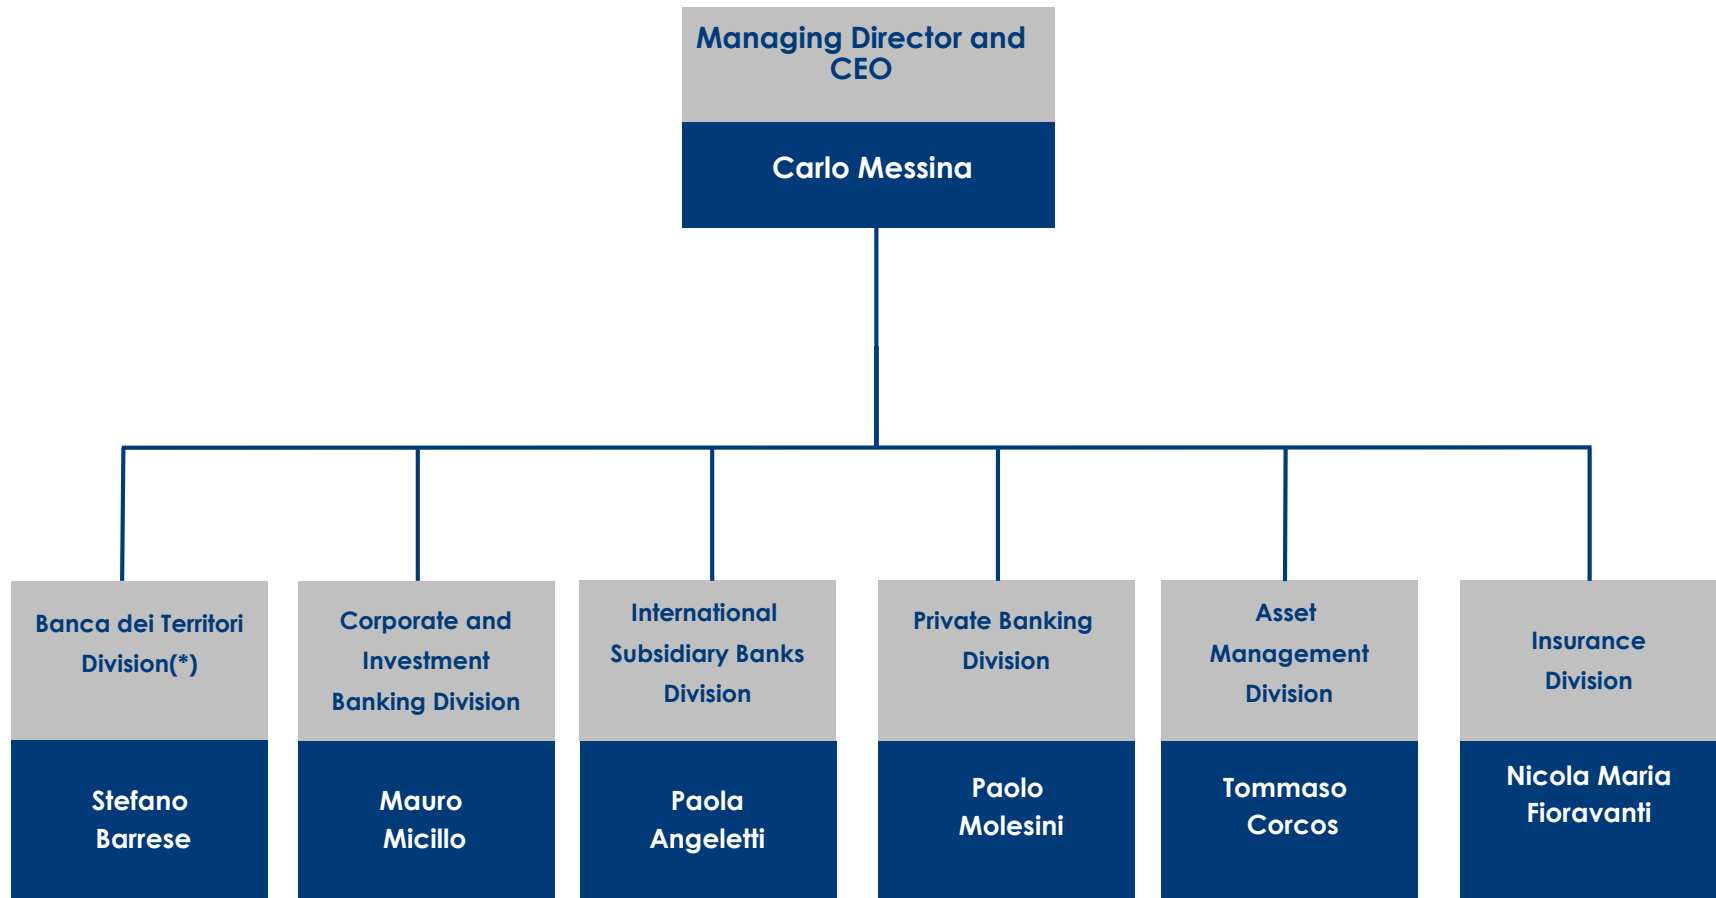 Managing Director and
CEO
Carlo Messina
Banca dei Territori
Division(*)
Stefano
Barrese
Corporate and
Investment
Banking Division
Mauro
Micillo
International
Subsidiary Banks
Division
Paola
Angeletti
Private Banking
Division
Paolo
Molesini
Asset
Management
Division
Tommaso
Corcos
Insurance
Division
Nicola Maria
Fioravanti